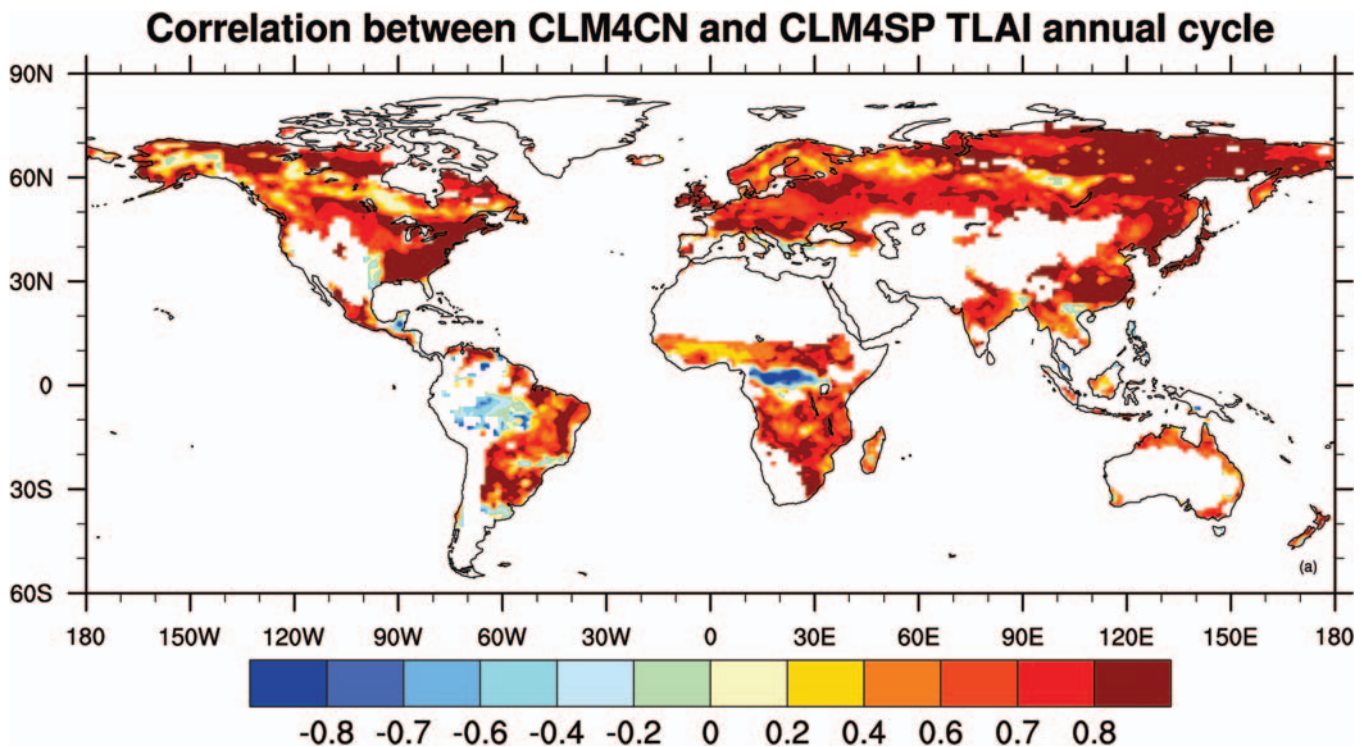 Correlation between CLM4CN and CLM4SP TLAI annual cycle
90N
60N
30N
0
30S
60S
(a)
180 150W 120W 90W 60W 30W 0 30E 60E 90E 120E 150E 180
-0.8 -0.7 -0.6 -0.4 -0.2 0 0.2 0.4 0.6 0.7 0.8